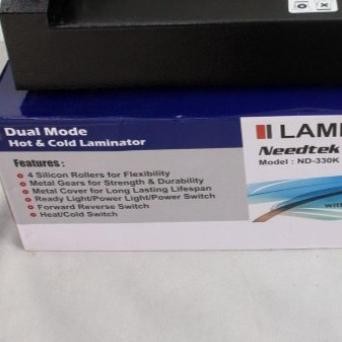 Dual Mode
Hot & Cold Laminator
Features :
4 Silicon Rollers for Flexibility
Metal Gears for Strength & Durability
Metal Cover for Long Lasting Lifespan
Ready Light/Power Light/Power Switch
Forward Reverse Switch
Heat/Cold Switch
LAMI
Needtek
Model : ND-330K
with